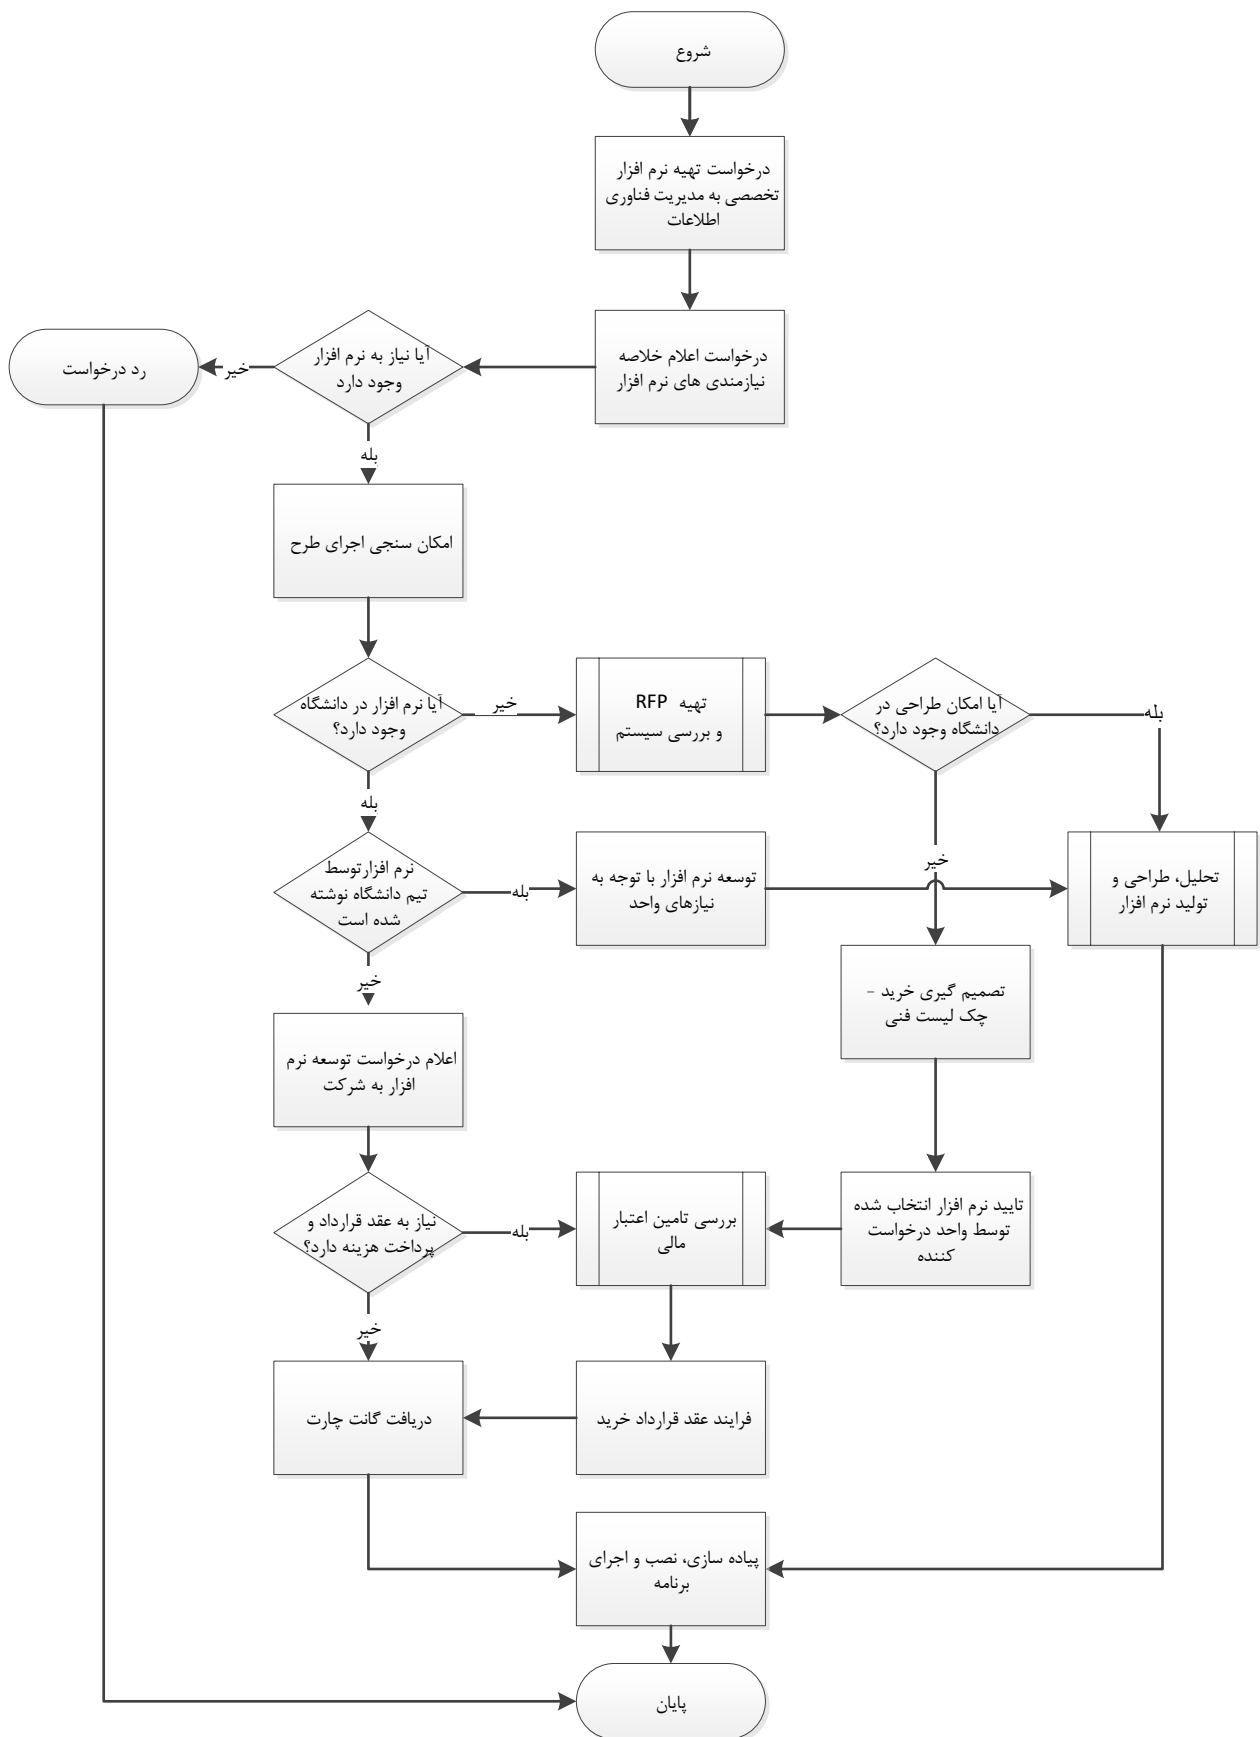 شروع
درخواست تهیه نرم افزار
تخصصی به مدیریت فناوری
اطلاعات
درخواست اعلام خلاصه
نیازمندی های نرم افزار
آیا نیاز به نرم افزار
وجود دارد
خیر
رد درخواست
بله
امکان سنجی اجرای طرح
آیا نرم افزار در دانشگاه
وجود دارد؟
خیر
تهیه RFP
و بررسی سیستم
آیا امکان طراحی در
دانشگاه وجود دارد؟
بله
بله
خیر
نرم افزارتوسط
تیم دانشگاه نوشته
شده است
بله
توسعه نرم افزار با توجه به
نیازهای واحد
تحلیل، طراحی و
تولید نرم افزار
خیر
تصمیم گیری خرید –
چک لیست فنی
اعلام درخواست توسعه نرم
افزار به شرکت
نیاز به عقد قرارداد و
پرداخت هزینه دارد؟
بله
بررسی تامین اعتبار
مالی
تایید نرم افزار انتخاب شده
توسط واحد درخواست
کننده
خیر
دریافت گانت چارت
فرایند عقد قرارداد خرید
پیاده سازی، نصب و اجرای
برنامه
پایان